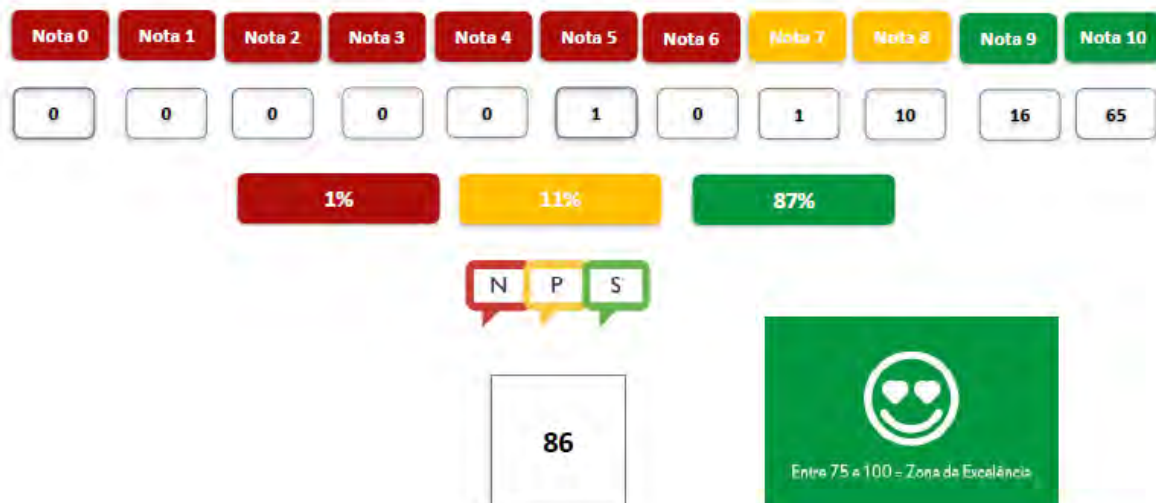 Nota 0 Nota 1 Nota 2 Nota 3 Nota 4 Nota 5 Nota 6 Nota 7 Nota 8 Nota 9 Nota 10
0 0 0 0 0 1 0 1 10 16 65
1% 11% 87%
N P S
86
Entre 75 a 100 = Zona da Excelência